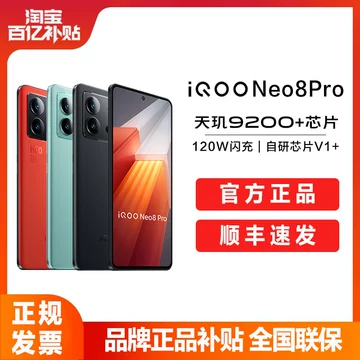 淘宝
百亿补贴
iQOO Neo8Pro
天玑9200+芯片
120W闪充 | 自研芯片V1+
官方正品
顺丰速发
iQOO Neo8 Pro
正规
发票
品牌正品补贴 全国联保